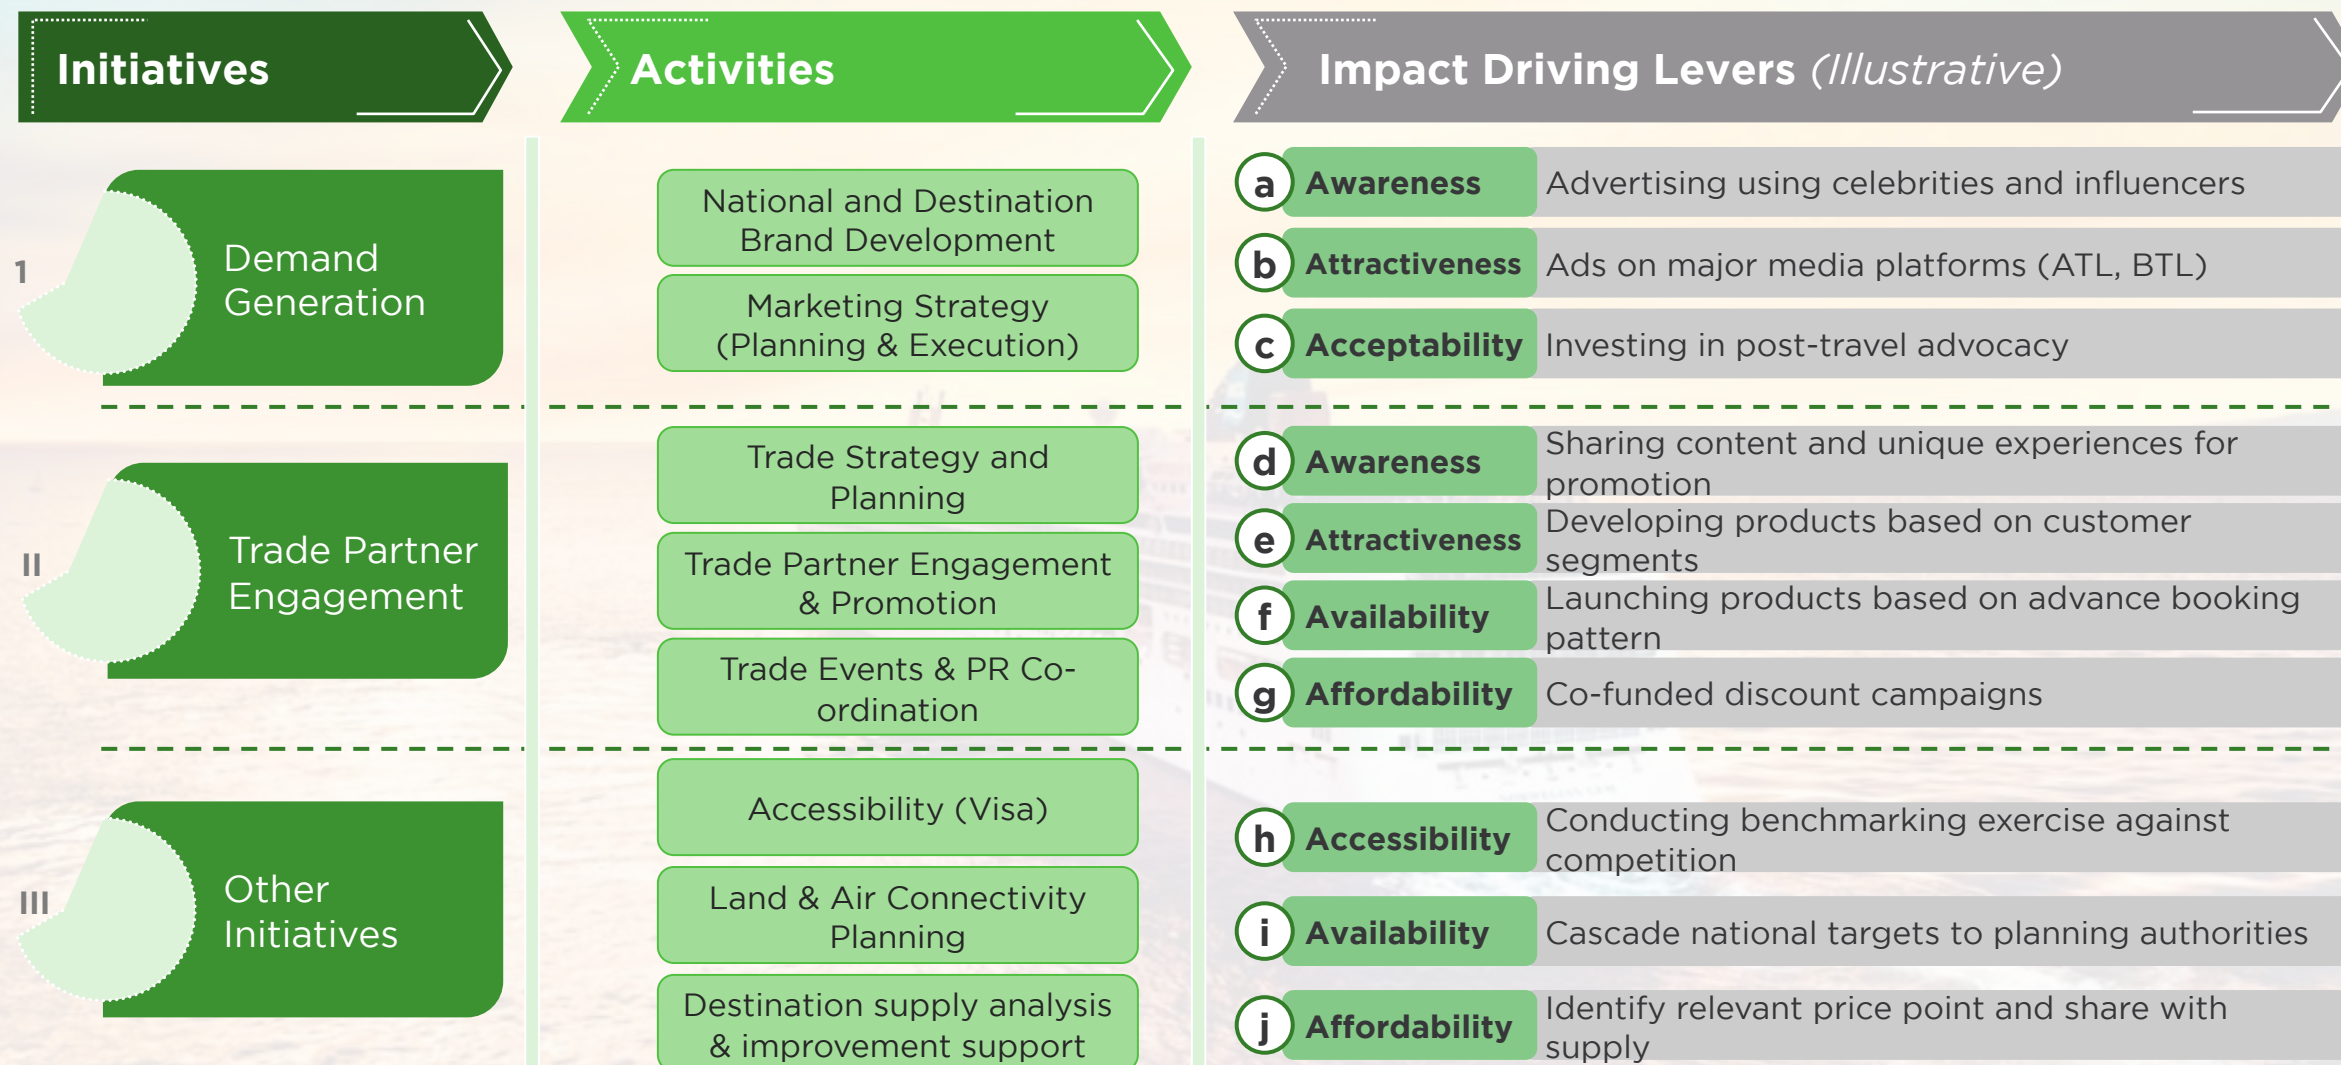 Initiatives
Activities
Impact Driving Levers (Illustrative)
1
Demand
Generation
National and Destination
Brand Development
Marketing Strategy
(Planning & Execution)
a Awareness Advertising using celebrities and influencers
b Attractiveness Ads on major media platforms (ATL, BTL)
c Acceptability Investing in post-travel advocacy
II
Trade Partner
Engagement
Trade Strategy and
Planning
Trade Partner Engagement
& Promotion
Trade Events & PR Co-
ordination
d Awareness Sharing content and unique experiences for
promotion
e Attractiveness Developing products based on customer
segments
f Availability Launching products based on advance booking
pattern
g Affordability Co-funded discount campaigns
III
Other
Initiatives
Accessibility (Visa)
Land & Air Connectivity
Planning
Destination supply analysis
& improvement support
h Accessibility Conducting benchmarking exercise against
competition
i Availability Cascade national targets to planning authorities
j Affordability Identify relevant price point and share with
supply